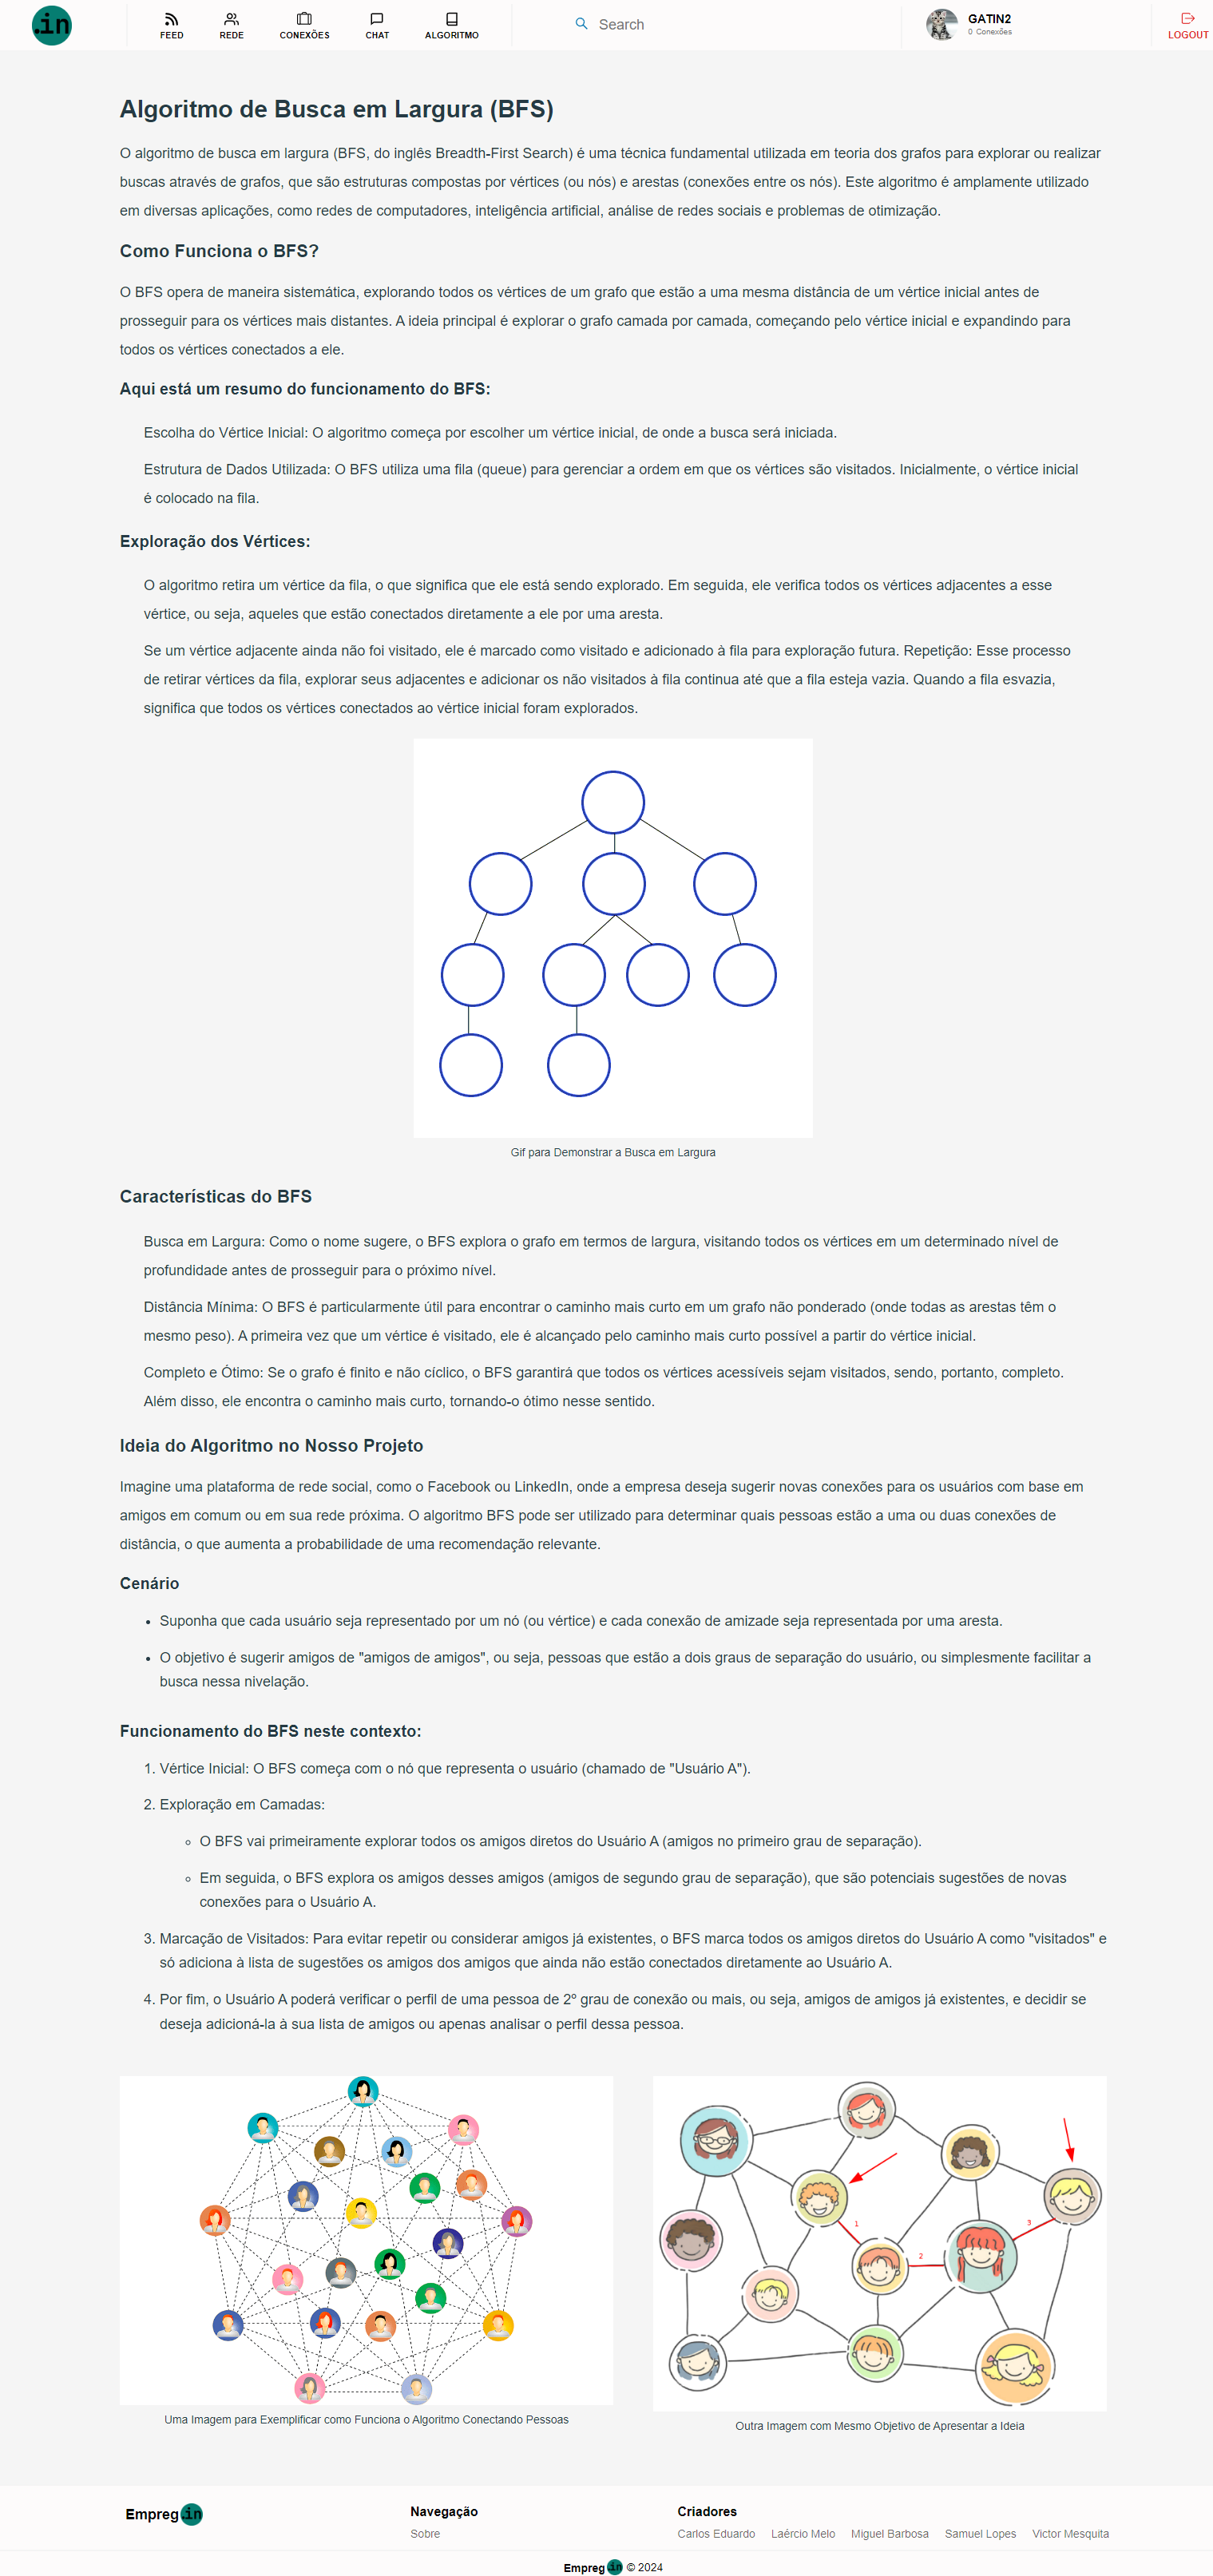 .in
FEED
REDE
CONEXÕES
CHAT
ALGORITMO
Search
GATIN2
0 Conexões
LOGOUT
Algoritmo de Busca em Largura (BFS)
O algoritmo de busca em largura (BFS, do inglês Breadth-First Search) é uma técnica fundamental utilizada em teoria dos grafos para explorar ou realizar
buscas através de grafos, que são estruturas compostas por vértices (ou nós) e arestas (conexões entre os nós). Este algoritmo é amplamente utilizado
em diversas aplicações, como redes de computadores, inteligência artificial, análise de redes sociais e problemas de otimização.
Como Funciona o BFS?
O BFS opera de maneira sistemática, explorando todos os vértices de um grafo que estão a uma mesma distância de um vértice inicial antes de
prosseguir para os vértices mais distantes. A ideia principal é explorar o grafo camada por camada, começando pelo vértice inicial e expandindo para
todos os vértices conectados a ele.
Aqui está um resumo do funcionamento do BFS:
Escolha do Vértice Inicial: O algoritmo começa por escolher um vértice inicial, de onde a busca será iniciada.
Estrutura de Dados Utilizada: O BFS utiliza uma fila (queue) para gerenciar a ordem em que os vértices são visitados. Inicialmente, o vértice inicial
é colocado na fila.
Exploração dos Vértices:
O algoritmo retira um vértice da fila, o que significa que ele está sendo explorado. Em seguida, ele verifica todos os vértices adjacentes a esse
vértice, ou seja, aqueles que estão conectados diretamente a ele por uma aresta.
Se um vértice adjacente ainda não foi visitado, ele é marcado como visitado e adicionado à fila para exploração futura. Repetição: Esse processo
de retirar vértices da fila, explorar seus adjacentes e adicionar os não visitados à fila continua até que a fila esteja vazia. Quando a fila esvazia,
significa que todos os vértices conectados ao vértice inicial foram explorados.
Gif para Demonstrar a Busca em Largura
Características do BFS
Busca em Largura: Como o nome sugere, o BFS explora o grafo em termos de largura, visitando todos os vértices em um determinado nível de
profundidade antes de prosseguir para o próximo nível.
Distância Mínima: O BFS é particularmente útil para encontrar o caminho mais curto em um grafo não ponderado (onde todas as arestas têm o
mesmo peso). A primeira vez que um vértice é visitado, ele é alcançado pelo caminho mais curto possível a partir do vértice inicial.
Completo e Ótimo: Se o grafo é finito e não cíclico, o BFS garantirá que todos os vértices acessíveis sejam visitados, sendo, portanto, completo.
Além disso, ele encontra o caminho mais curto, tornando-o ótimo nesse sentido.
Ideia do Algoritmo no Nosso Projeto
Imagine uma plataforma de rede social, como o Facebook ou LinkedIn, onde a empresa deseja sugerir novas conexões para os usuários com base em
amigos em comum ou em sua rede próxima. O algoritmo BFS pode ser utilizado para determinar quais pessoas estão a uma ou duas conexões de
distância, o que aumenta a probabilidade de uma recomendação relevante.
Cenário
• Suponha que cada usuário seja representado por um nó (ou vértice) e cada conexão de amizade seja representada por uma aresta.
• O objetivo é sugerir amigos de "amigos de amigos", ou seja, pessoas que estão a dois graus de separação do usuário, ou simplesmente facilitar a
busca nessa nivelação.
Funcionamento do BFS neste contexto:
1. Vértice Inicial: O BFS começa com o nó que representa o usuário (chamado de "Usuário A").
2. Exploração em Camadas:
◦ O BFS vai primeiramente explorar todos os amigos diretos do Usuário A (amigos no primeiro grau de separação).
◦ Em seguida, o BFS explora os amigos desses amigos (amigos de segundo grau de separação), que são potenciais sugestões de novas
conexões para o Usuário A.
3. Marcação de Visitados: Para evitar repetir ou considerar amigos já existentes, o BFS marca todos os amigos diretos do Usuário A como "visitados" e
só adiciona à lista de sugestões os amigos dos amigos que ainda não estão conectados diretamente ao Usuário A.
4. Por fim, o Usuário A poderá verificar o perfil de uma pessoa de 2º grau de conexão ou mais, ou seja, amigos de amigos já existentes, e decidir se
deseja adicioná-la à sua lista de amigos ou apenas analisar o perfil dessa pessoa.
1
2
3
Uma Imagem para Exemplificar como Funciona o Algoritmo Conectando Pessoas
Outra Imagem com Mesmo Objetivo de Apresentar a Ideia
Empreg.in
Navegação
Sobre
Criadores
Carlos Eduardo Laércio Melo Miguel Barbosa Samuel Lopes Victor Mesquita
Empreg.in © 2024